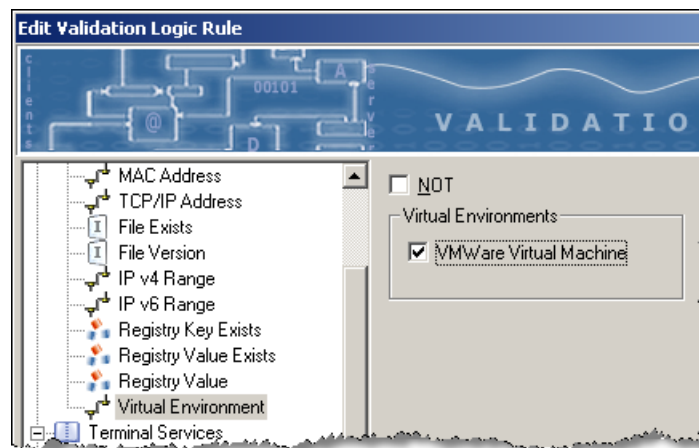 Edit Validation Logic Rule
clients
00101
A
server
@
D
VALIDATIO
MAC Address
TCP/IP Address
File Exists
File Version
IP v4 Range
IP v6 Range
Registry Key Exists
Registry Value Exists
Registry Value
Virtual Environment
Terminal Services
NOT
Virtual Environments
VMWare Virtual Machine